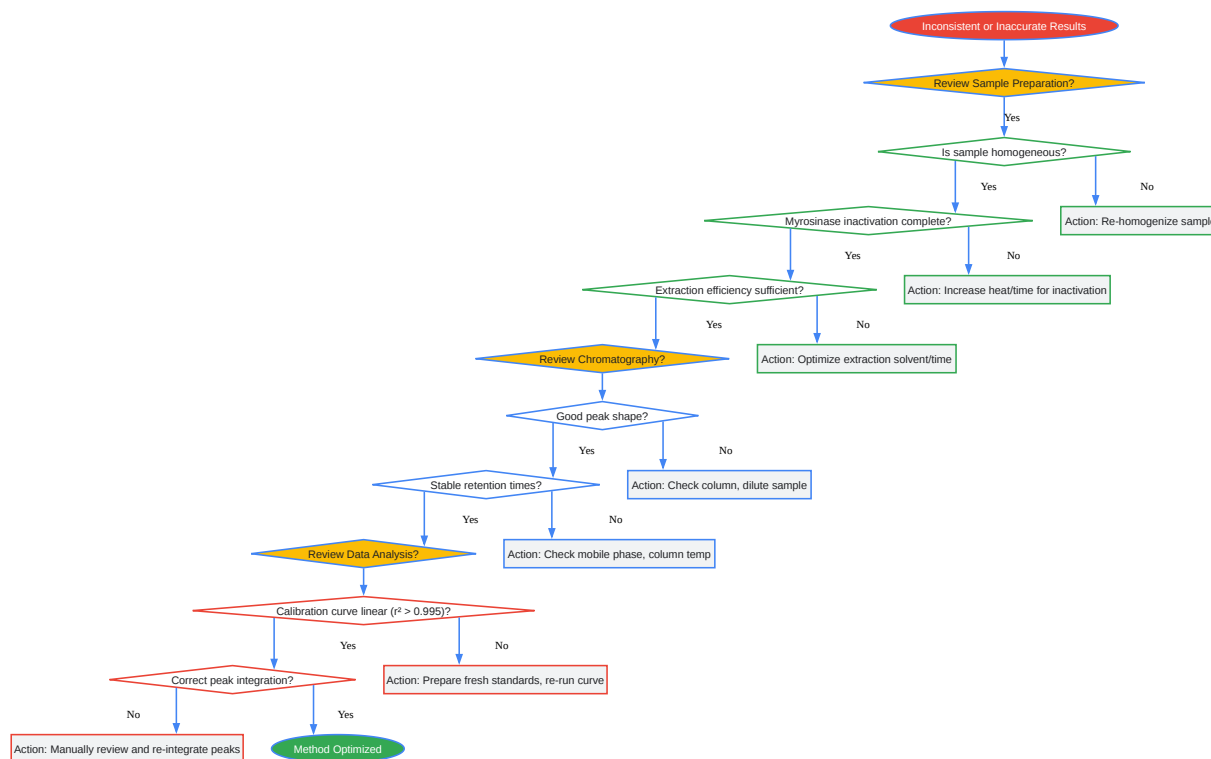 Inconsistent or Inaccurate Results
Review Sample Preparation?
Yes
Is sample homogeneous?
Yes
No
Myrosinase inactivation complete?
Action: Re-homogenize sample
Yes
No
Extraction efficiency sufficient?
Action: Increase heat/time for inactivation
Yes
No
Review Chromatography?
Action: Optimize extraction solvent/time
Good peak shape?
Yes
No
Stable retention times?
Action: Check column, dilute sample
Yes
No
Review Data Analysis?
Action: Check mobile phase, column temp
Calibration curve linear (r² > 0.995)?
Yes
No
Correct peak integration?
Action: Prepare fresh standards, re-run curve
No
Yes
Action: Manually review and re-integrate peaks
Method Optimized